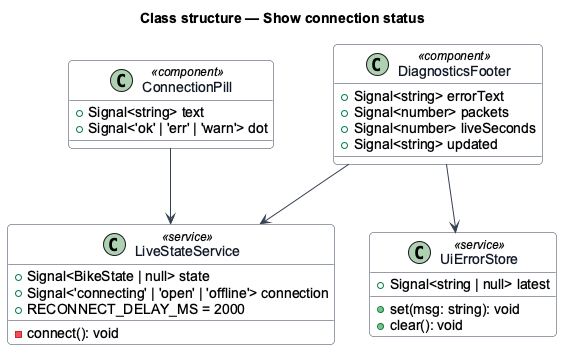 Class structure — Show connection status
«component»
C
ConnectionPill
Signal<string> text
Signal<'ok' | 'err' | 'warn'> dot
«component»
C
DiagnosticsFooter
Signal<string> errorText
Signal<number> packets
Signal<number> liveSeconds
Signal<string> updated
«service»
C
LiveStateService
Signal<BikeState | null> state
Signal<'connecting' | 'open' | 'offline'> connection
RECONNECT_DELAY_MS = 2000
connect(): void
«service»
C
UiErrorStore
Signal<string | null> latest
set(msg: string): void
clear(): void